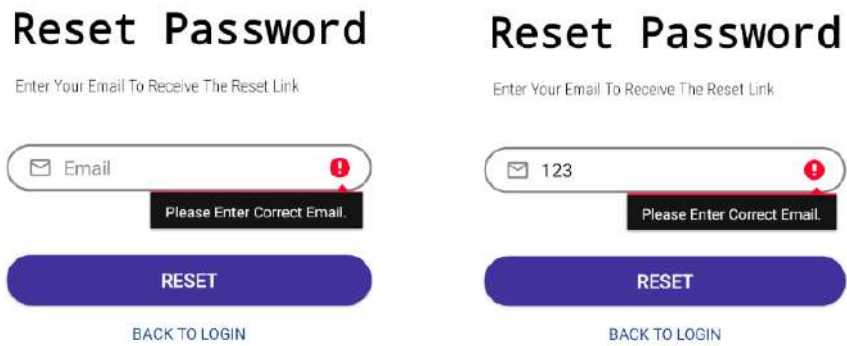 Reset Password
Enter Your Email To Receive The Reset Link
Email
Please Enter Correct Email.
RESET
BACK TO LOGIN
Reset Password
Enter Your Email To Receive The Reset Link
123
Please Enter Correct Email.
RESET
BACK TO LOGIN